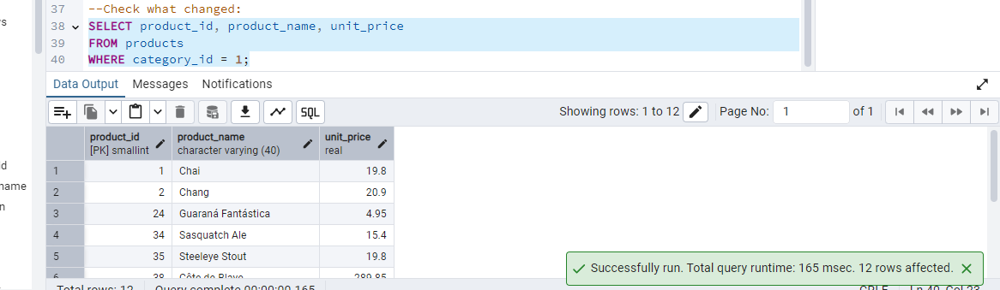 37 --Check what changed:
38 SELECT product_id, product_name, unit_price
39 FROM products
40 WHERE category_id = 1;
name
Data Output Messages Notifications
SQL
Showing rows: 1 to 12 Page No: 1 of 1
product_id product_name unit_price
[PK] smallint character varying (40) real
1 1 Chai 19.8
2 2 Chang 20.9
3 24 Guaraná Fantástica 4.95
4 34 Sasquatch Ale 15.4
5 35 Steeleye Stout 19.8
6 38 Côte de Blaye 289.85
Successfully run. Total query runtime: 165 msec. 12 rows affected.
Total rows: 12 Query complete 00:00:00.165 CRLF Ln 40, Col 23